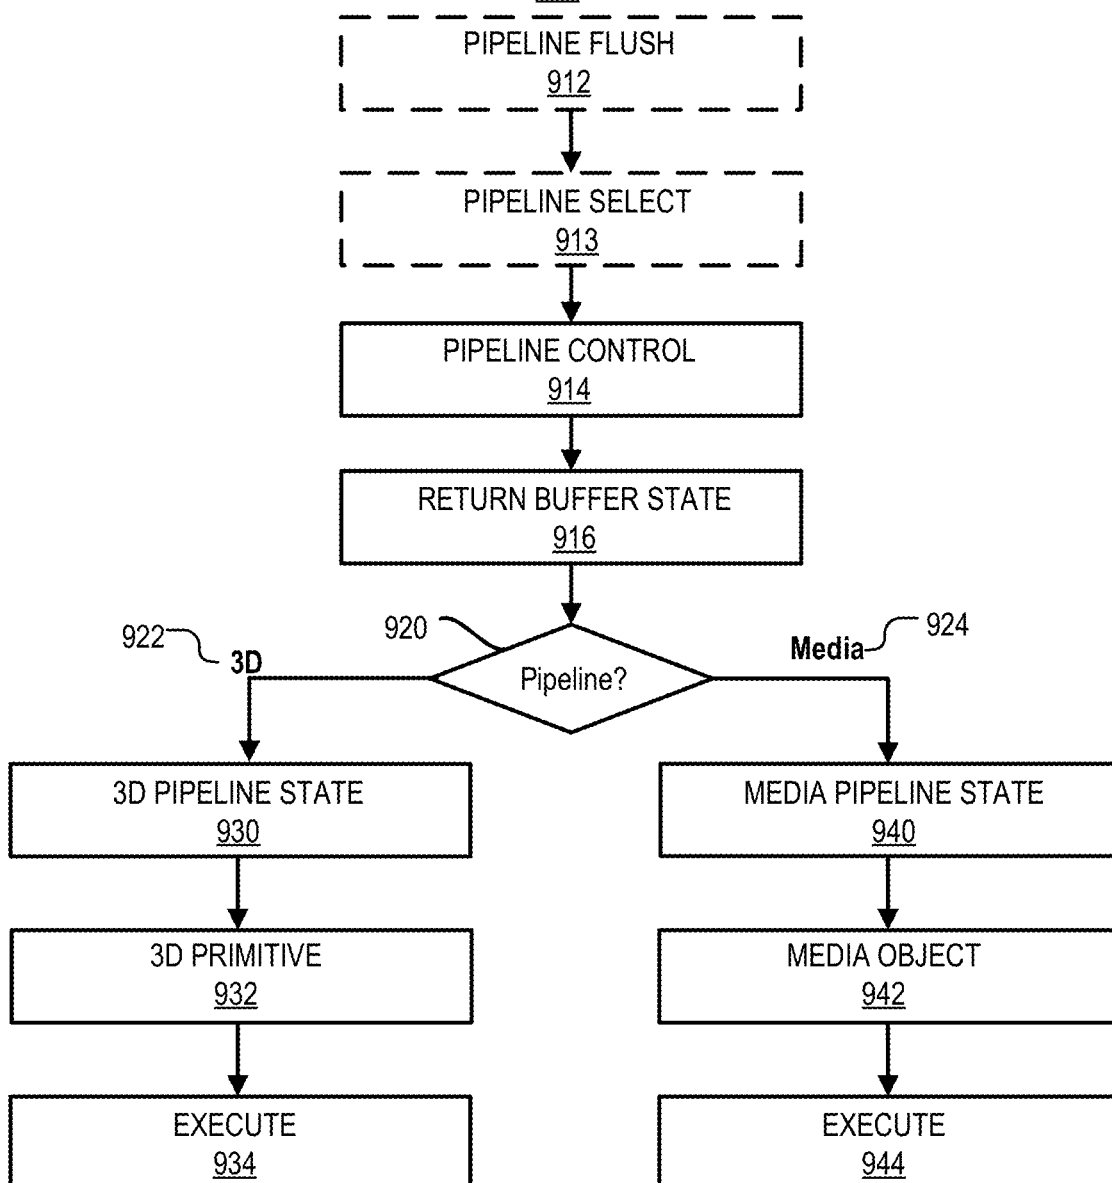 PIPELINE FLUSH
912
PIPELINE SELECT
913
PIPELINE CONTROL
914
RETURN BUFFER STATE
916
922
3D
920
Pipeline?
Media
924
3D PIPELINE STATE
930
MEDIA PIPELINE STATE
940
3D PRIMITIVE
932
MEDIA OBJECT
942
EXECUTE
934
EXECUTE
944